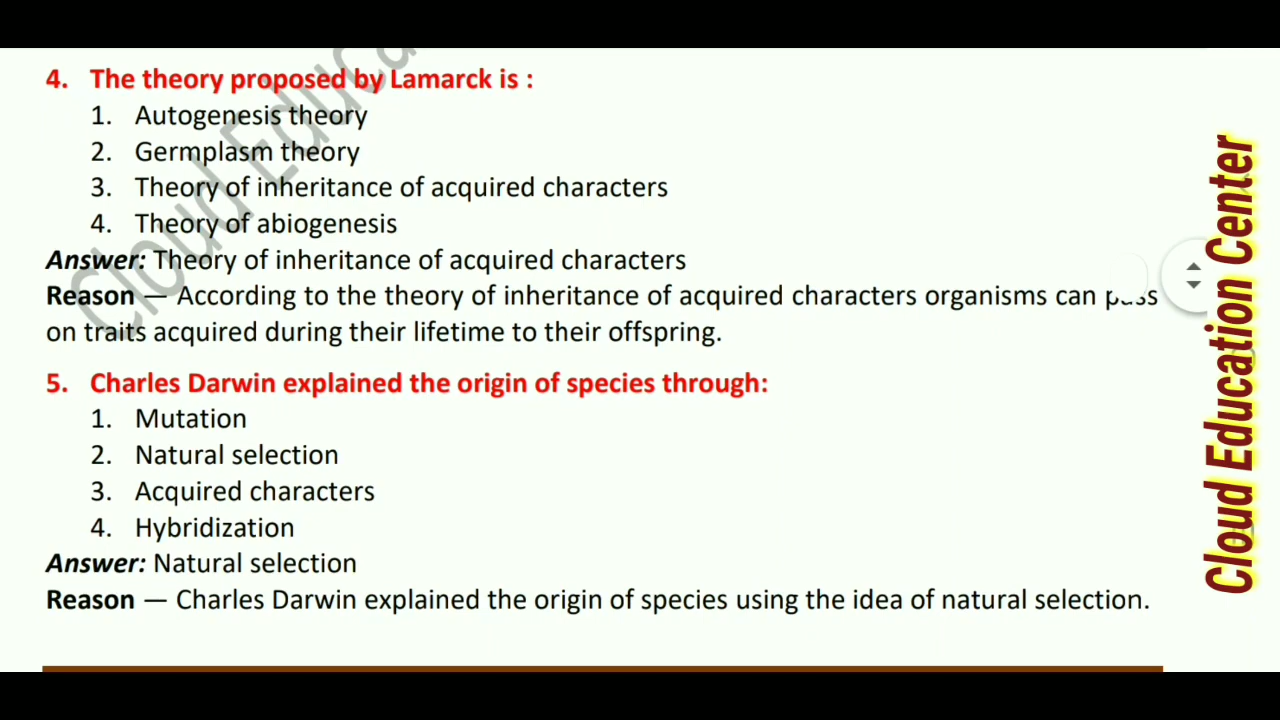 4. The theory proposed by Lamarck is :
1. Autogenesis theory
2. Germplasm theory
3. Theory of inheritance of acquired characters
4. Theory of abiogenesis
Answer: Theory of inheritance of acquired characters
Reason — According to the theory of inheritance of acquired characters organisms can pass
on traits acquired during their lifetime to their offspring.
5. Charles Darwin explained the origin of species through:
1. Mutation
2. Natural selection
3. Acquired characters
4. Hybridization
Answer: Natural selection
Reason — Charles Darwin explained the origin of species using the idea of natural selection.
Cloud Educa
Cloud Education Center